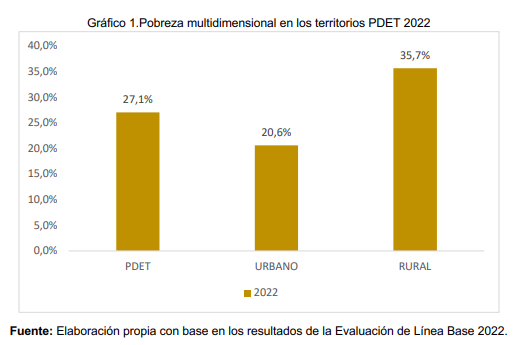 Gráfico 1.Pobreza multidimensional en los territorios PDET 2022
40,0%
35,0%
30,0%
25,0%
20,0%
15,0%
10,0%
5,0%
0,0%
27,1%
20,6%
35,7%
PDET
URBANO
RURAL
2022
Fuente: Elaboración propia con base en los resultados de la Evaluación de Línea Base 2022.